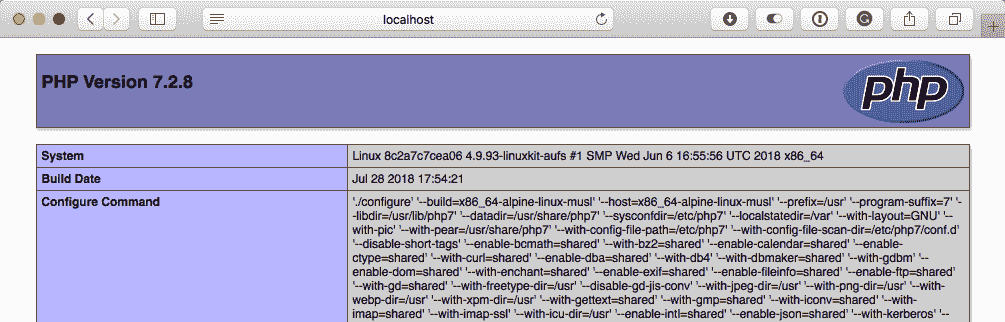 localhost
PHP Version 7.2.8
php
System
Linux 8c2a7c7cea06 4.9.93-linuxkit-aufs #1 SMP Wed Jun 6 16:55:56 UTC 2018 x86_64
Build Date
Jul 28 2018 17:54:21
Configure Command
'./configure' '--build=x86_64-alpine-linux-musl' '--host=x86_64-alpine-linux-musl' '--prefix=/usr' '--program-suffix=7' '-
-libdir=/usr/lib/php7' '--datadir=/usr/share/php7' '--sysconfdir=/etc/php7' '--localstatedir=/var' '--with-layout=GNU' '--
with-pic' '--with-pear=/usr/share/php7' '--with-config-file-path=/etc/php7' '--with-config-file-scan-dir=/etc/php7/conf.d'
'--disable-short-tags' '--enable-bcmath=shared' '--with-bz2=shared' '--enable-calendar=shared' '--enable-
ctype=shared' '--with-curl=shared' '--enable-dba=shared' '--with-db4' '--with-dbmaker=shared' '--with-gdbm' '--
enable-dom=shared' '--with-enchant=shared' '--enable-exif=shared' '--enable-fileinfo=shared' '--enable-ftp=shared'
'--with-gd=shared' '--with-freetype-dir=/usr' '--disable-gd-jis-conv' '--with-jpeg-dir=/usr' '--with-png-dir=/usr' '--with-
webp-dir=/usr' '--with-xpm-dir=/usr' '--with-gettext=shared' '--with-gmp=shared' '--with-iconv=shared' '--with-
imap=shared' '--with-imap-ssl' '--with-icu-dir=/usr' '--enable-intl=shared' '--enable-json=shared' '--with-kerberos' '--